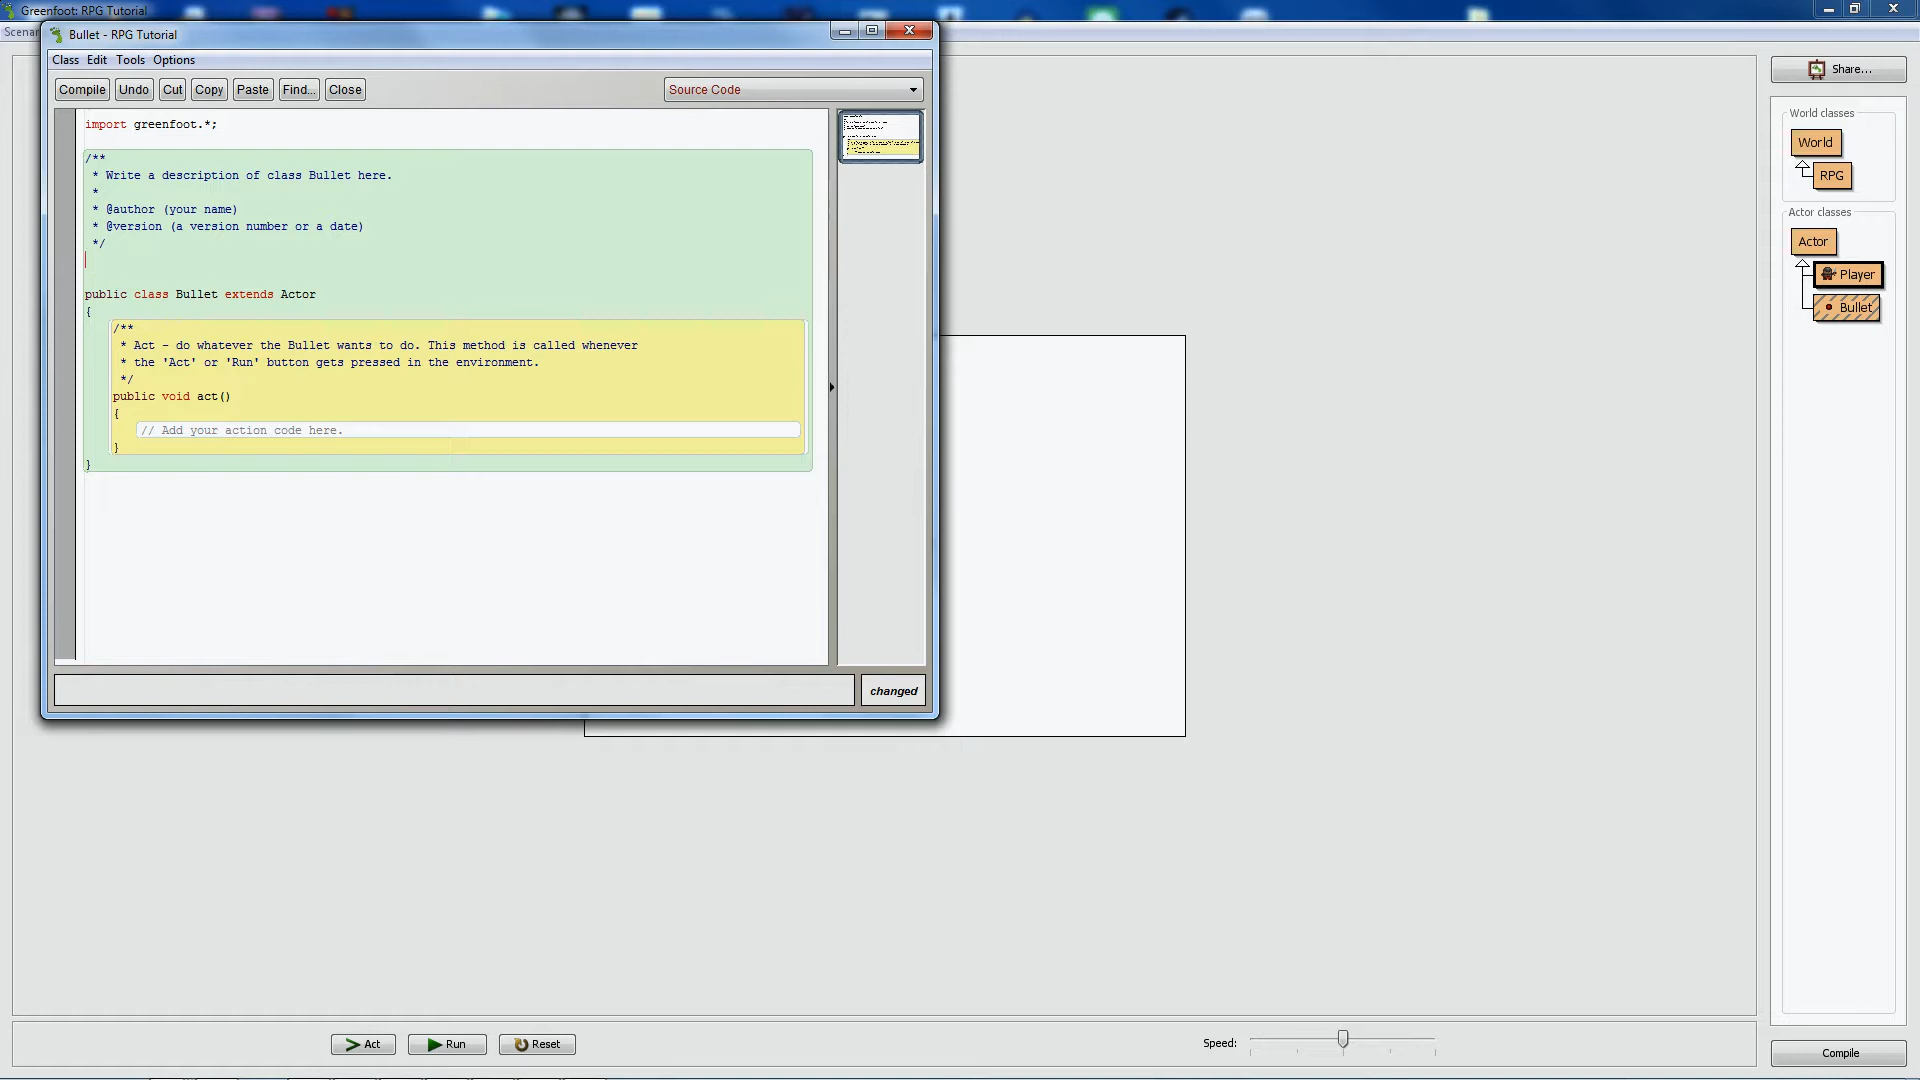 Greenfoot: RPG Tutorial
Scenar
Bullet - RPG Tutorial
Class Edit Tools Options
Compile Undo Cut Copy Paste Find... Close Source Code
import greenfoot.*;
/**
* Write a description of class Bullet here.
*
* @author (your name)
* @version (a version number or a date)
*/
public class Bullet extends Actor
{
/**
* Act - do whatever the Bullet wants to do. This method is called whenever
* the 'Act' or 'Run' button gets pressed in the environment.
*/
public void act()
{
// Add your action code here.
}
}
changed
Share...
World classes
World
RPG
Actor classes
Actor
Player
Bullet
Act Run Reset Speed:
Compile